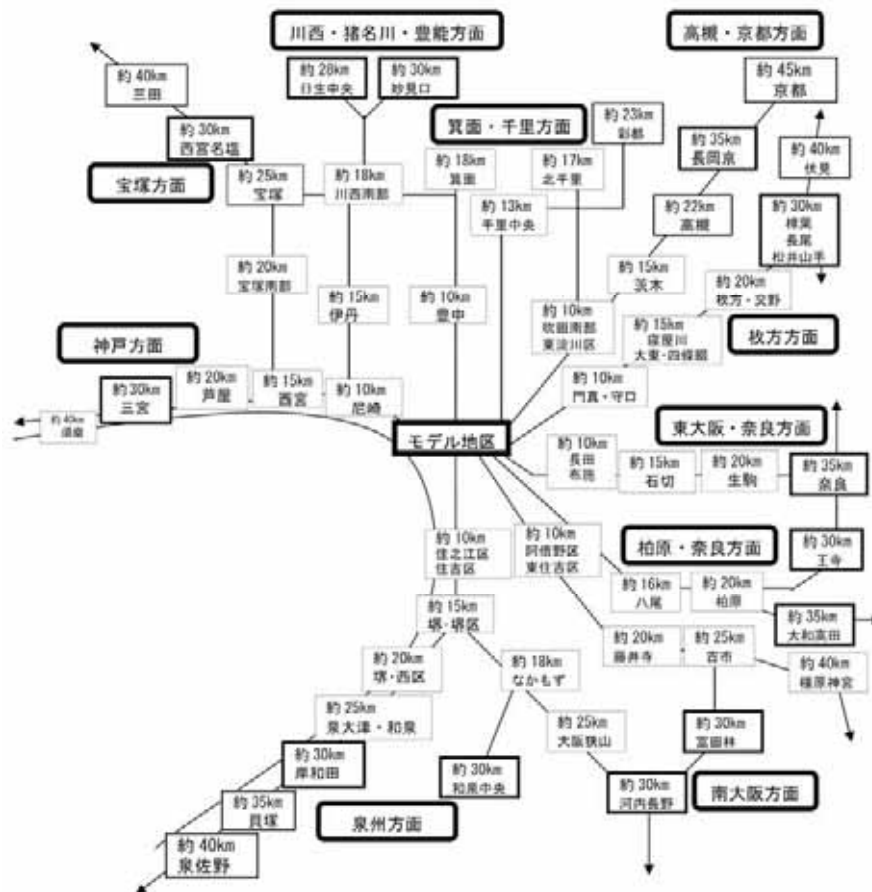 川西・猪名川・豊能方面
高槻・京都方面
約 40km
三田
約 28km
日生中央
約 30km
妙見口
約 45km
京都
約 30km
西宮名塩
箕面・千里方面
約 23km
彩都
約 35km
長岡京
約 40km
伏見
宝塚方面
約 25km
宝塚
約 18km
川西南部
約 18km
箕面
約 17km
北千里
約 13km
千里中央
約 22km
高槻
約 30km
樟葉
長尾
松井山手
約 20km
宝塚南部
約 15km
伊丹
約 10km
豊中
約 15km
茨木
約 20km
枚方・交野
約 10km
吹田南部
東淀川区
約 15km
寝屋川
大東・四條畷
枚方方面
神戸方面
約 30km
三宮
約 20km
芦屋
約 15km
西宮
約 10km
尼崎
約 10km
門真・守口
約 40km
須磨
モデル地区
東大阪・奈良方面
約 10km
長田
布施
約 15km
石切
約 20km
生駒
約 35km
奈良
約 10km
住之江区
住吉区
約 10km
阿倍野区
東住吉区
柏原・奈良方面
約 30km
王寺
約 16km
八尾
約 20km
柏原
約 35km
大和高田
約 15km
堺・堺区
約 20km
藤井寺
約 25km
古市
約 40km
橿原神宮
約 20km
堺・西区
約 18km
なかもず
約 25km
泉大津・和泉
約 25km
大阪狭山
約 30km
富田林
約 30km
岸和田
約 30km
和泉中央
約 30km
河内長野
南大阪方面
約 35km
貝塚
泉州方面
約 40km
泉佐野